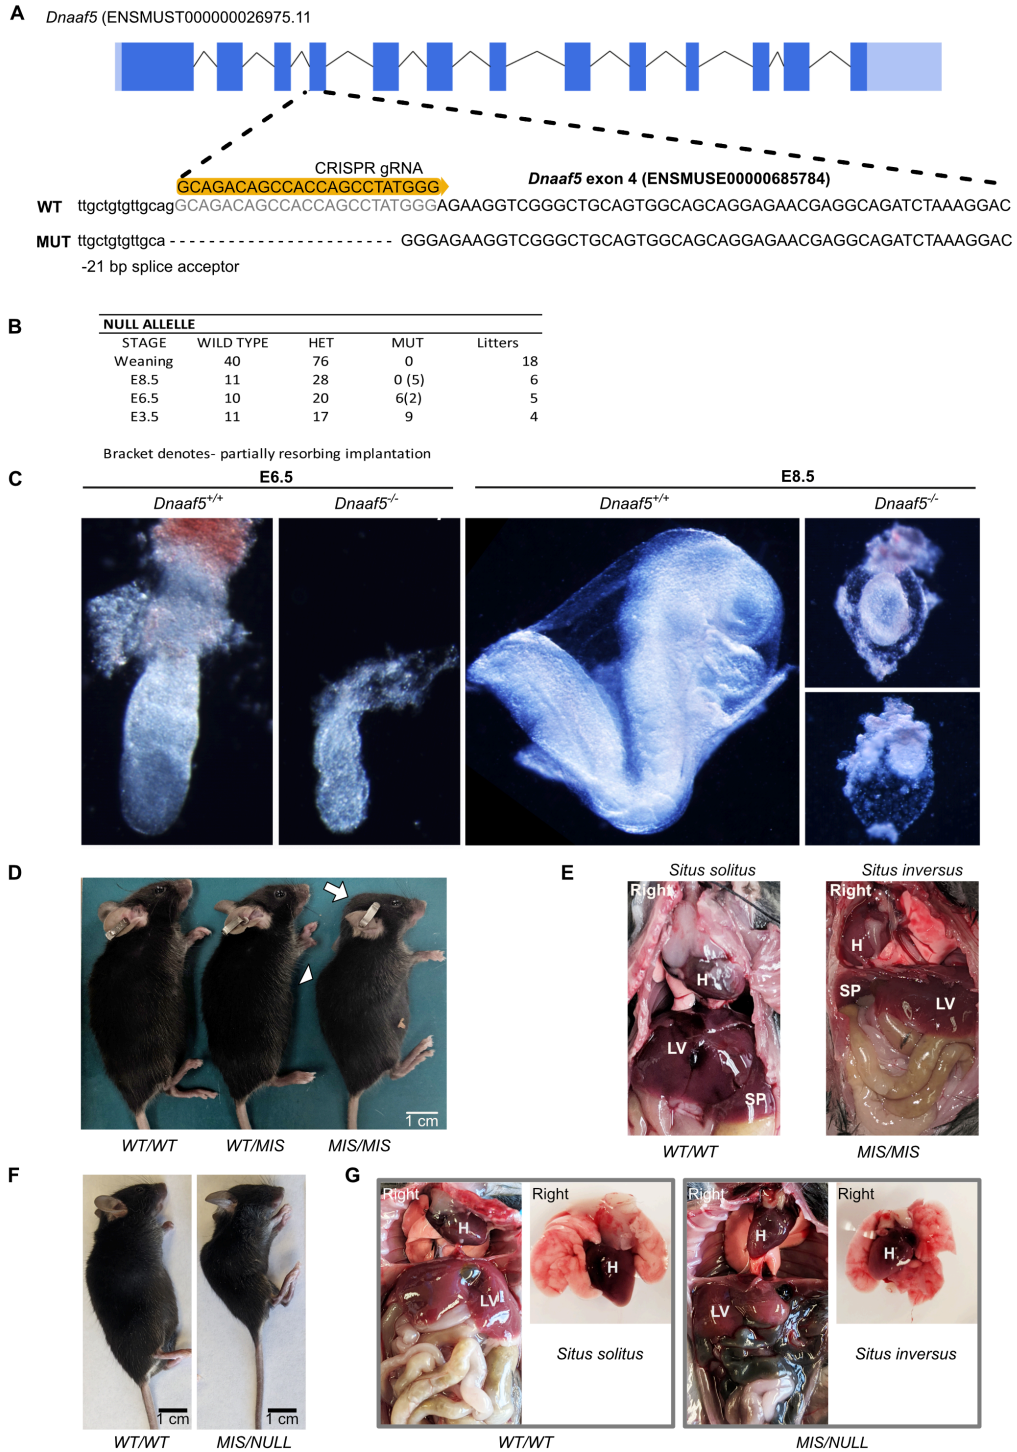 A
Dnaaf5 (ENSMUST000000026975.11
CRISPR gRNA
GCAGACAGCCACCAGCCTATGGG
Dnaaf5 exon 4 (ENSMUSE00000685784)
WT ttgctgtgttgcagGCAGACAGCCACCAGCCTATGGGAGAAGGTCGGGCTGCAGTGGCAGCAGGAGAACGAGGCAGATCTAAAGGAC
MUT ttgctgtgttgca - - - - - - - - - - - - - - - - - - - - - - - GGGAGAAGGTCGGGCTGCAGTGGCAGCAGGAGAACGAGGCAGATCTAAAGGAC
-21 bp splice acceptor
B
NULL ALLELLE
STAGE WILD TYPE HET MUT Litters
Weaning 40 76 0 18
E8.5 11 28 0 (5) 6
E6.5 10 20 6(2) 5
E3.5 11 17 9 4
Bracket denotes- partially resorbing implantation
C
E6.5 E8.5
Dnaaf5+/+ Dnaaf5-/- Dnaaf5+/+ Dnaaf5-/-
D
1 cm
WT/WT WT/MIS MIS/MIS
E
Situs solitus Situs inversus
Right Right
H H
SP LV
LV
SP
WT/WT MIS/MIS
F
1 cm 1 cm
WT/WT MIS/NULL
G
Right Right Right Right
H H H H
LV LV
Situs solitus Situs inversus
WT/WT MIS/NULL